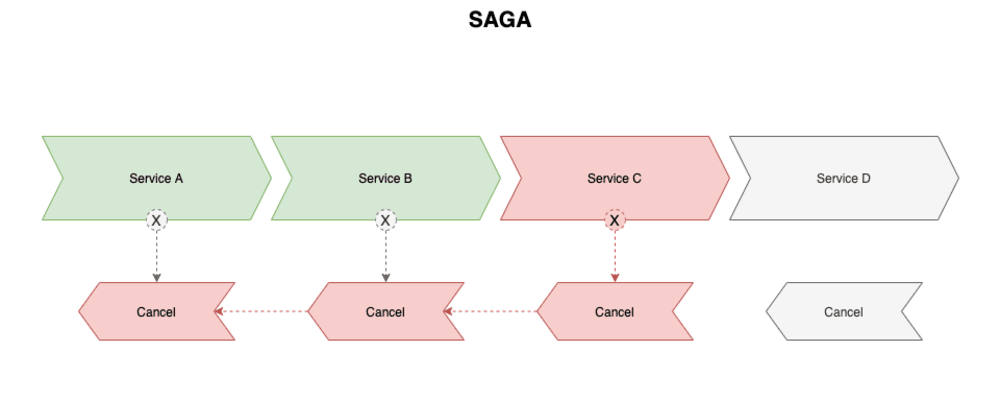 SAGA
Service A
Service B
Service C
Service D
X
X
X
Cancel
Cancel
Cancel
Cancel